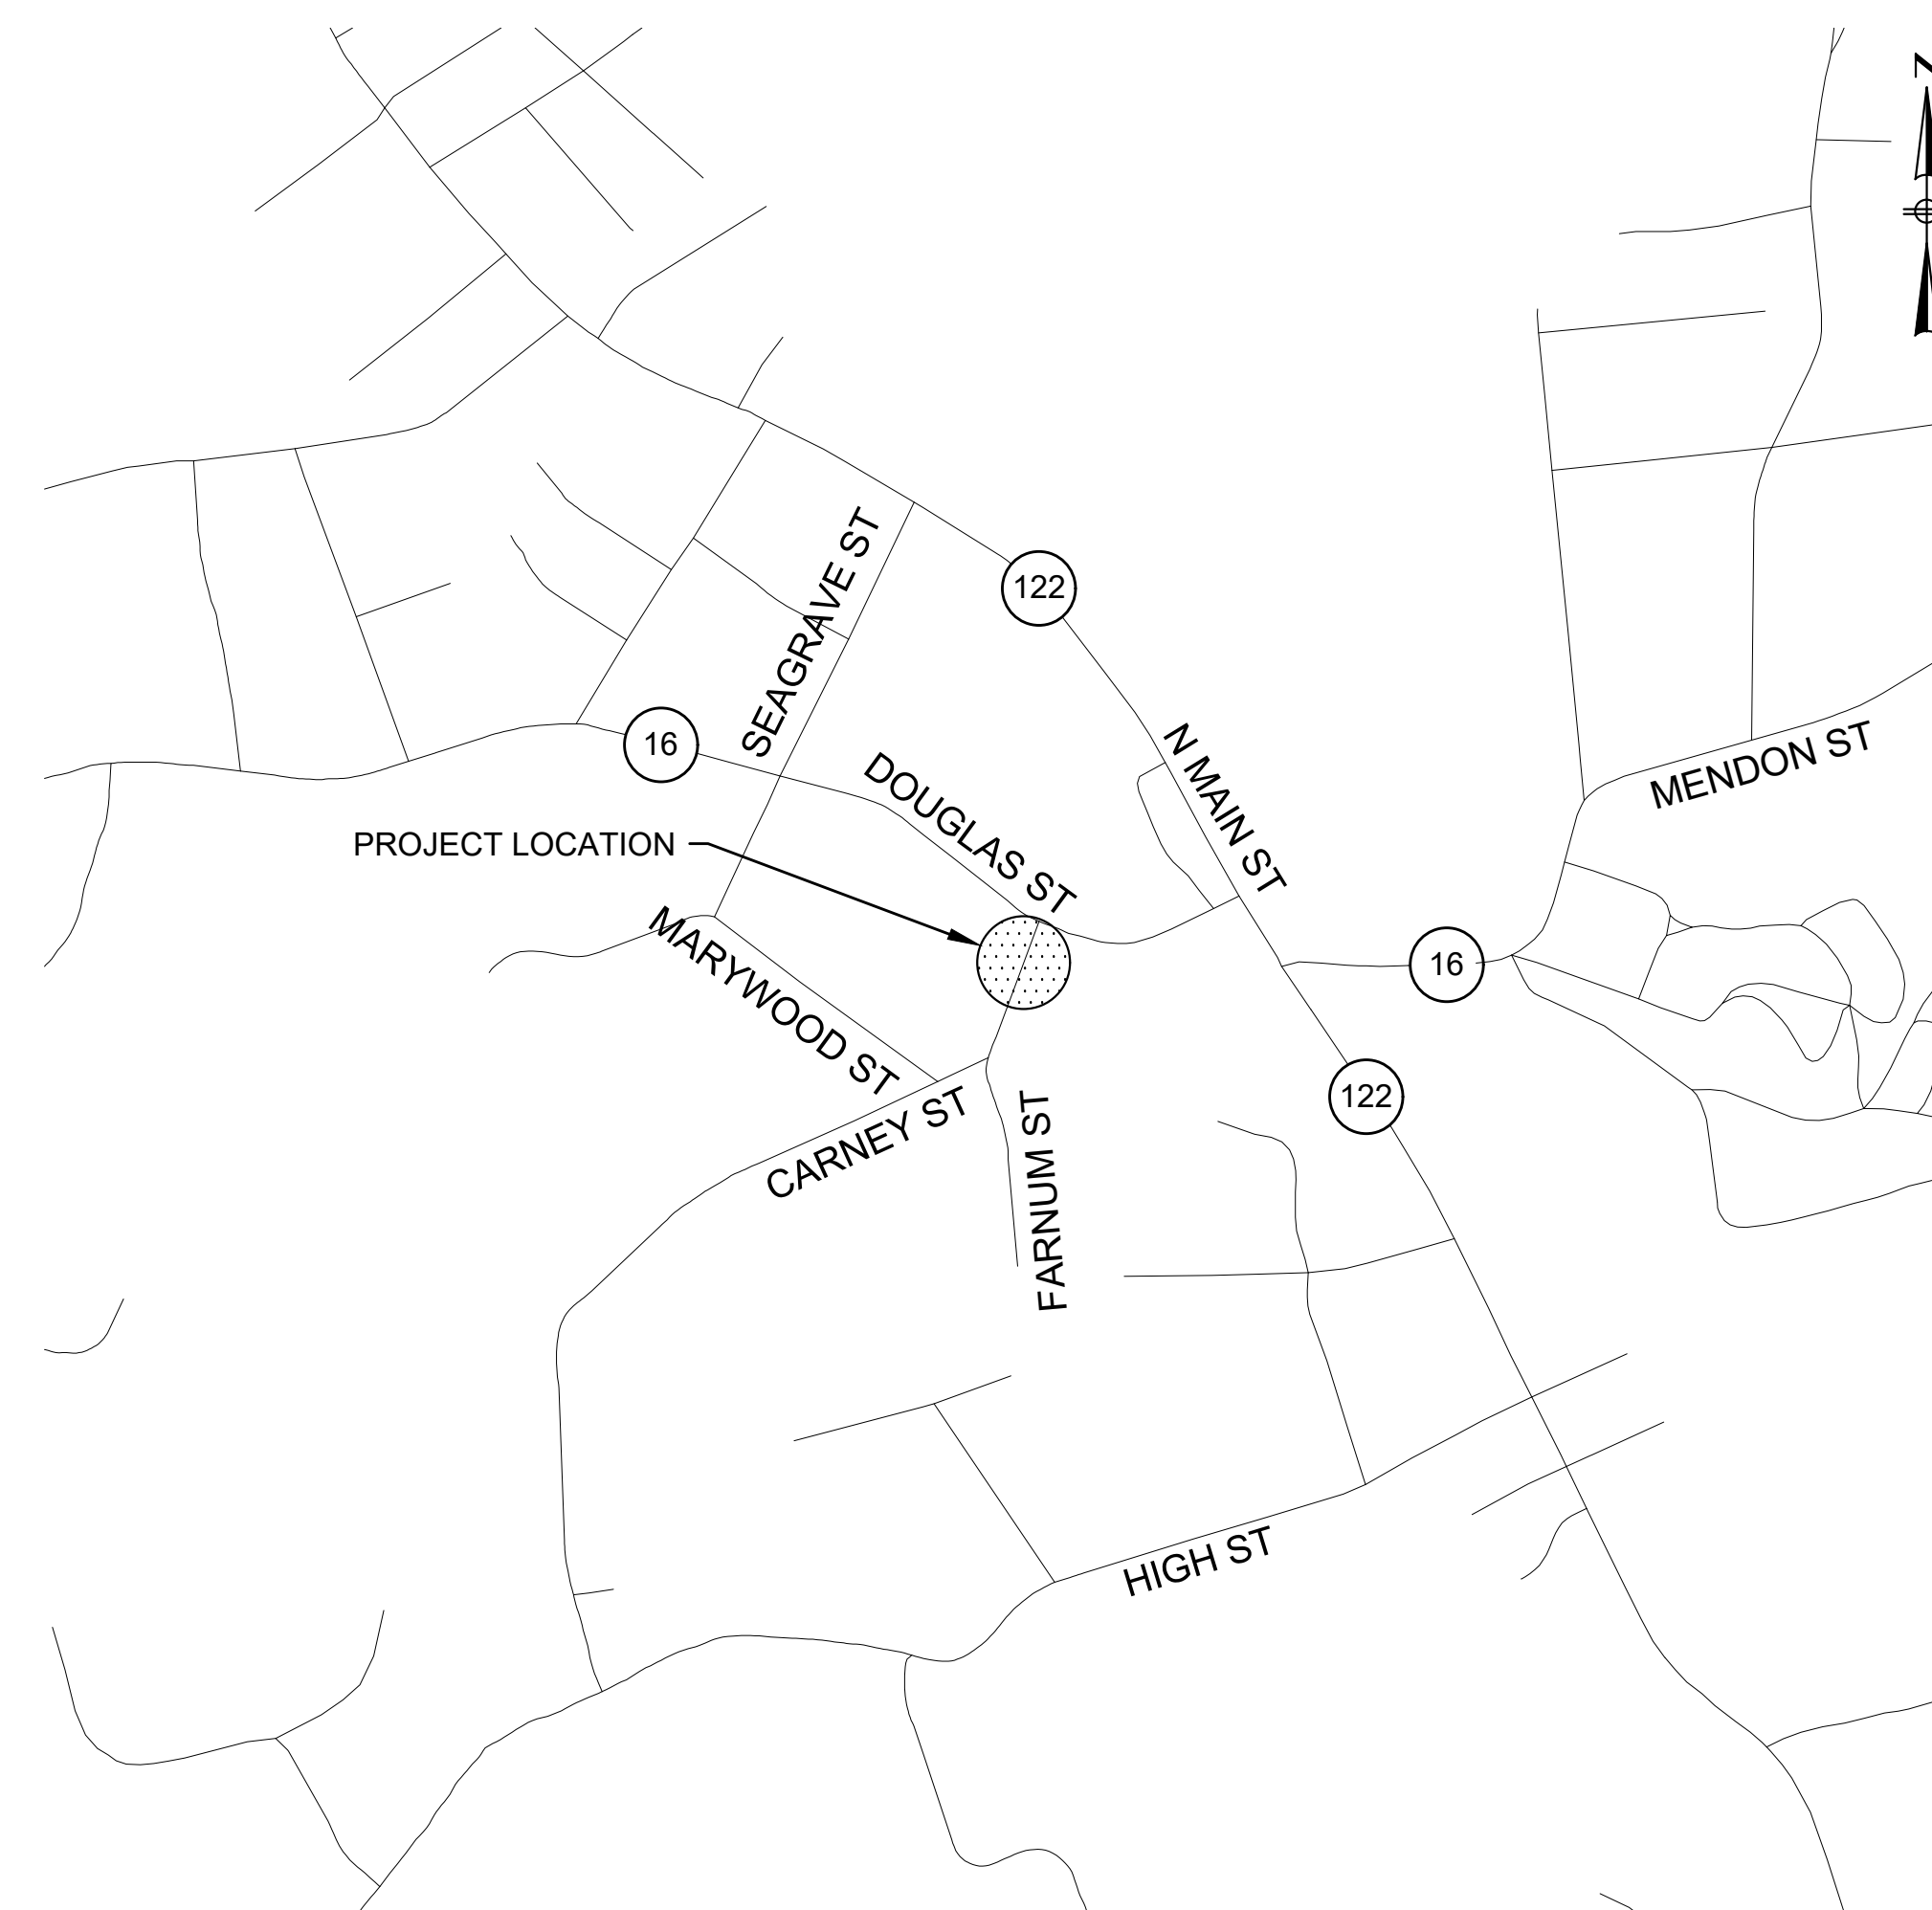 N
SEAGRAVE ST
122
16
DOUGLAS ST
N MAIN ST
MENDON ST
PROJECT LOCATION
MARYWOOD ST
16
122
CARNEY ST
FARNUM ST
HIGH ST